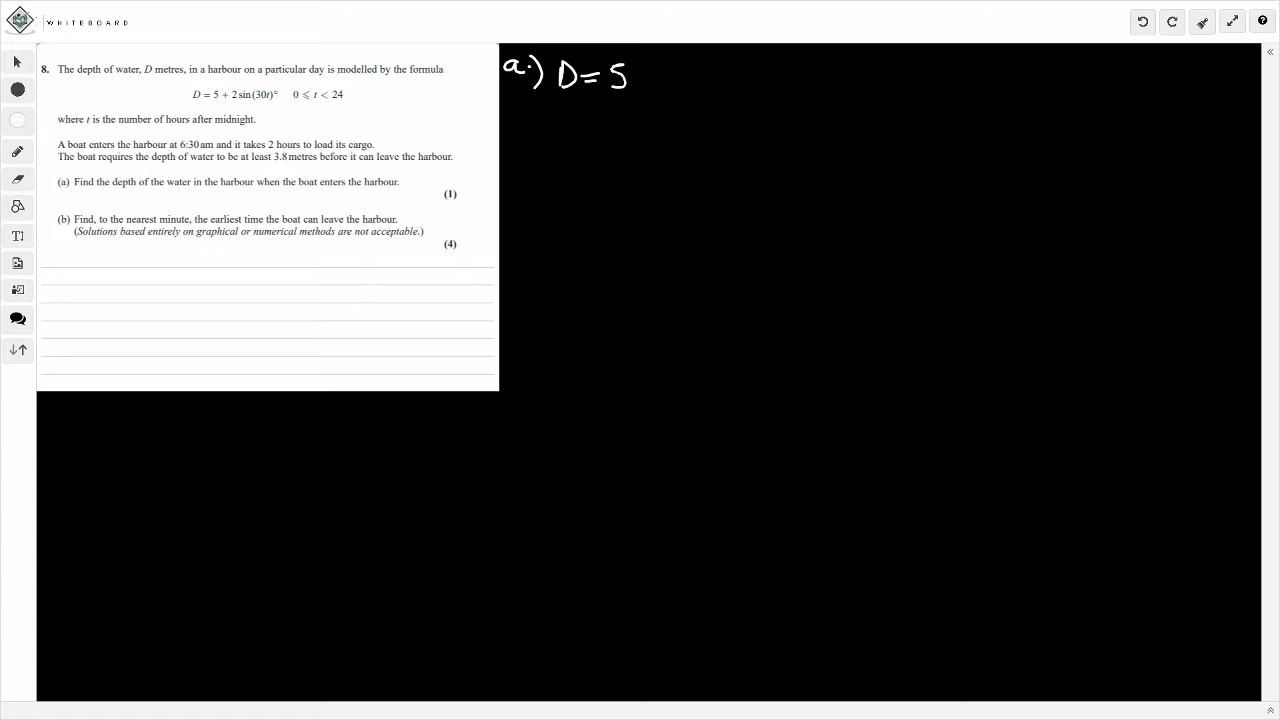 WHITEBOARD
8. The depth of water, D metres, in a harbour on a particular day is modelled by the formula
D = 5 + 2 sin (30t)° 0 ⩽ t < 24
where t is the number of hours after midnight.
A boat enters the harbour at 6:30 am and it takes 2 hours to load its cargo.
The boat requires the depth of water to be at least 3.8 metres before it can leave the harbour.
(a) Find the depth of the water in the harbour when the boat enters the harbour.
(1)
(b) Find, to the nearest minute, the earliest time the boat can leave the harbour.
(Solutions based entirely on graphical or numerical methods are not acceptable.)
(4)
a.) D = 5